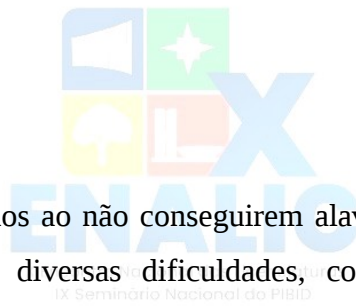 X
ENALIC
os ao não conseguirem alav
diversas dificuldades, co
IX Seminário Nacional do PIBID